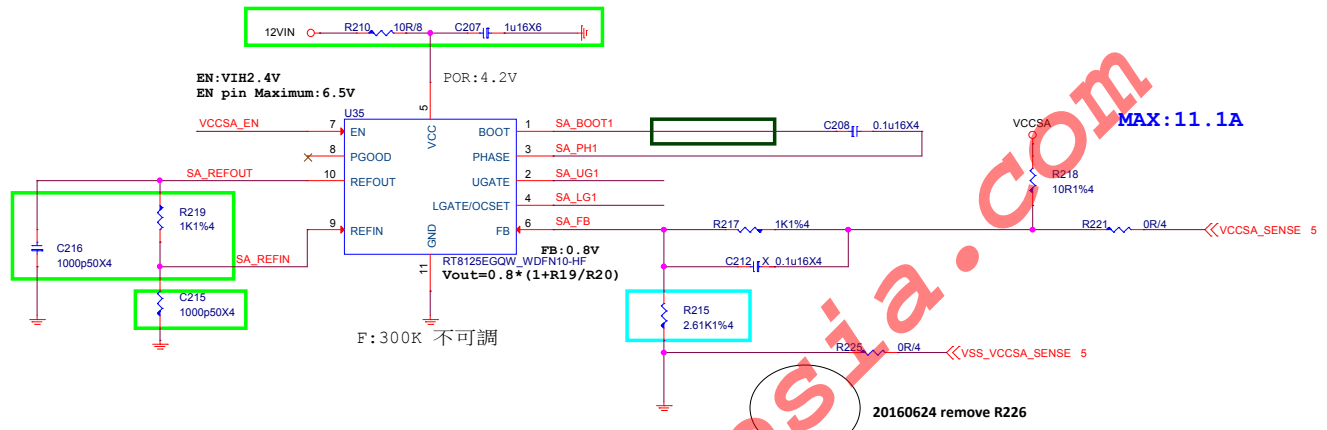 12VIN
R210
10R/8
C207
1u16X6
EN:VIH2.4V
EN pin Maximum:6.5V
POR:4.2V
U35
5
VCC
VCCSA_EN
7
EN
8
PGOOD
SA_REFOUT
10
REFOUT
9
REFIN
BOOT
1
SA_BOOT1
PHASE
3
SA_PH1
UGATE
2
SA_UG1
LGATE/OCSET
4
SA_LG1
FB
6
SA_FB
GND
11
C208
0.1u16X4
VCCSA
MAX:11.1A
R218
10R1%4
R219
1K1%4
C216
1000p50X4
SA_REFIN
C215
1000p50X4
FB:0.8V
RT8125EGQW_WDFN10-HF
Vout=0.8*(1+R19/R20)
F:300K 不可調
R217
1K1%4
C212
X_0.1u16X4
R221
0R/4
VCCSA_SENSE 5
R215
2.61K1%4
R225
0R/4
VSS_VCCSA_SENSE 5
20160624 remove R226
sia.com